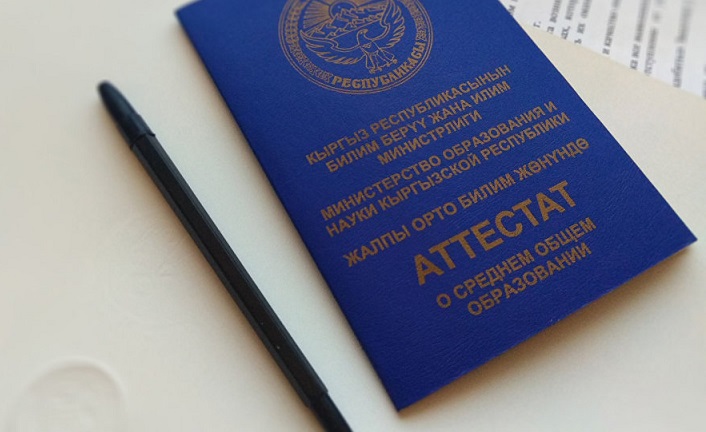 РЕСПУБЛИКАСЫ
КЫРГЫЗ РЕСПУБЛИКАСЫНЫН
БИЛИМ БЕРҮҮ ЖАНА ИЛИМ
МИНИСТРЛИГИ
МИНИСТЕРСТВО ОБРАЗОВАНИЯ И
НАУКИ КЫРГЫЗСКОЙ РЕСПУБЛИКИ
ЖАЛПЫ ОРТО БИЛИМ ЖӨНҮНДӨ
АТТЕСТАТ
О СРЕДНЕМ ОБЩЕМ
ОБРАЗОВАНИИ